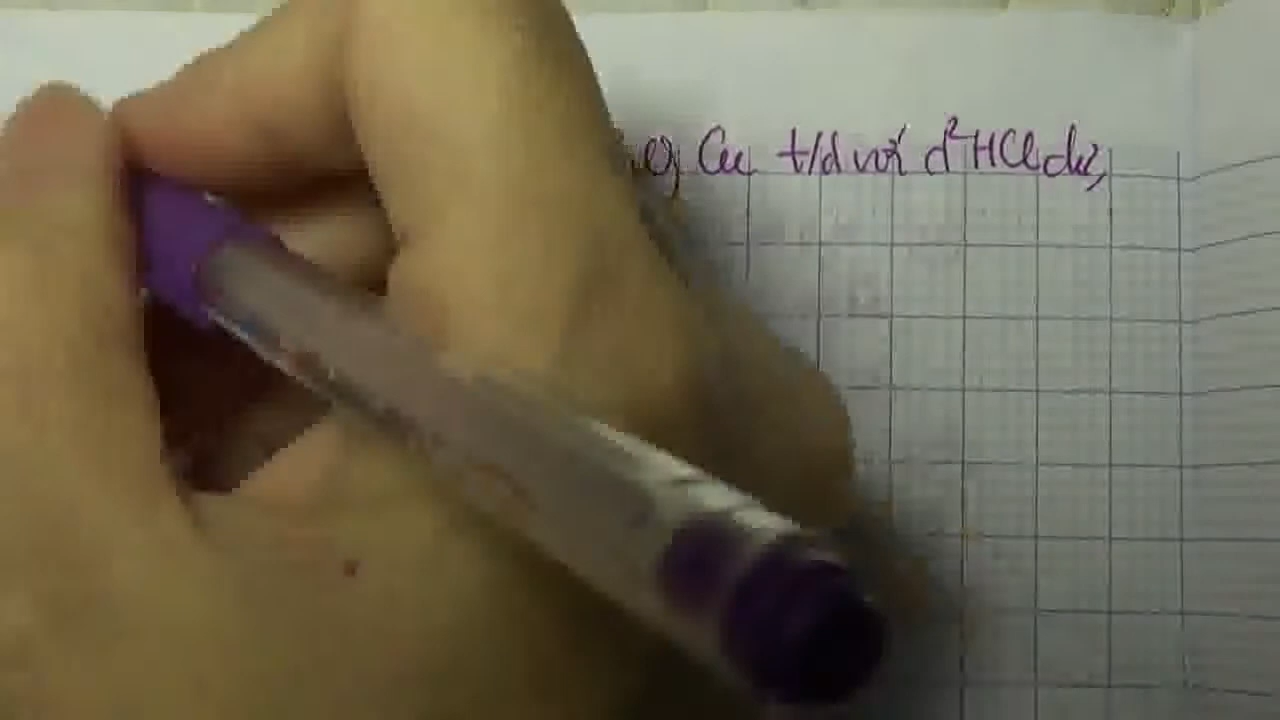 Cu t/d với d² HCl dư,